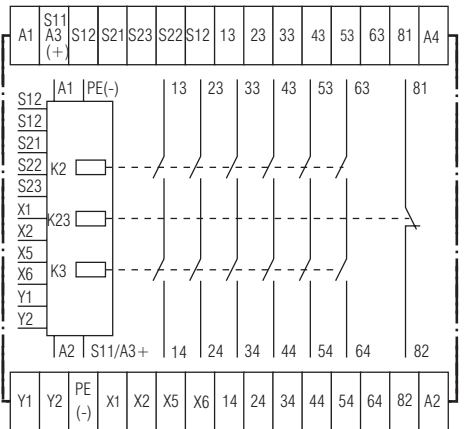 A1 S11 A3 (+) S12 S21 S23 S22 S12 13 23 33 43 53 63 81 A4
A1 PE(-) 13 23 33 43 53 63 81
S12
S12
S21
S22
S23
X1
X2
X5
X6
Y1
Y2
K2
K23
K3
A2 S11/A3+ 14 24 34 44 54 64 82
Y1 Y2 PE (-) X1 X2 X5 X6 14 24 34 44 54 64 82 A2